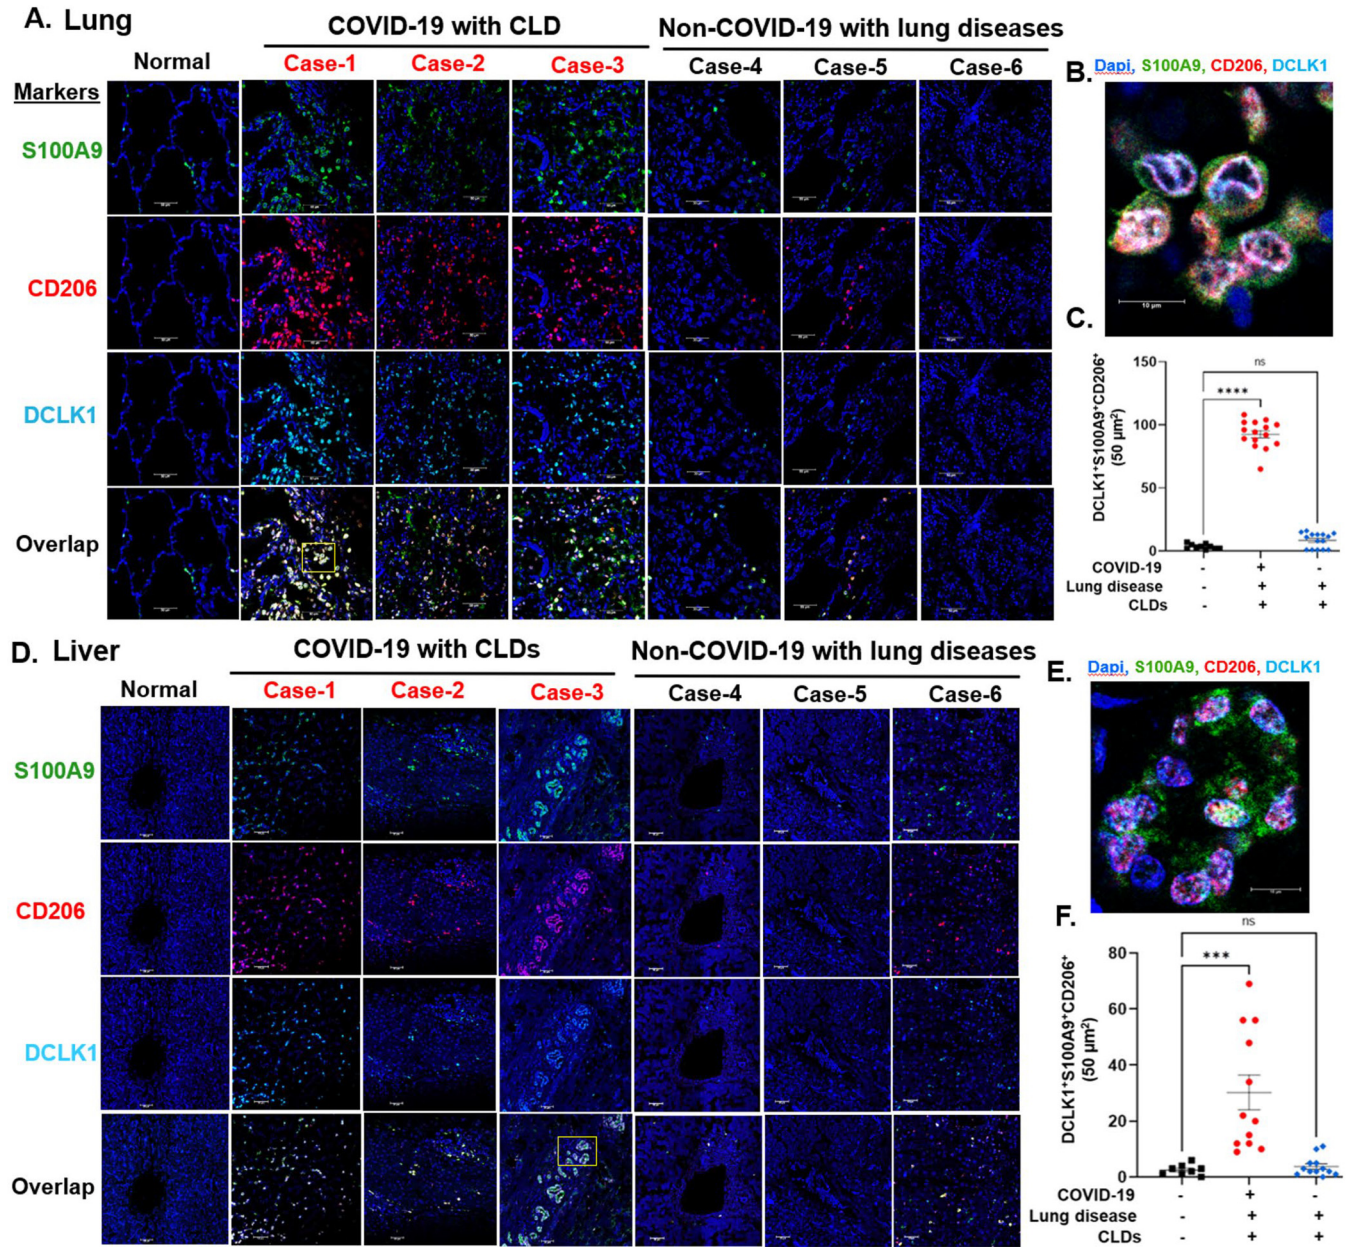 A. Lung
COVID-19 with CLD
Non-COVID-19 with lung diseases
Normal
Case-1
Case-2
Case-3
Case-4
Case-5
Case-6
Markers
S100A9
CD206
DCLK1
Overlap
B.
Dapi, S100A9, CD206, DCLK1
10 µm
C.
ns
****
DCLK1⁺S100A9⁺CD206⁺
(50 µm²)
150
100
50
0
COVID-19 - + -
Lung disease - + +
CLDs - + +
D. Liver
COVID-19 with CLDs
Non-COVID-19 with lung diseases
Normal
Case-1
Case-2
Case-3
Case-4
Case-5
Case-6
S100A9
CD206
DCLK1
Overlap
E.
Dapi, S100A9, CD206, DCLK1
F.
ns
***
DCLK1⁺S100A9⁺CD206⁺
(50 µm²)
80
60
40
20
0
COVID-19 - + -
Lung disease - + +
CLDs - + +